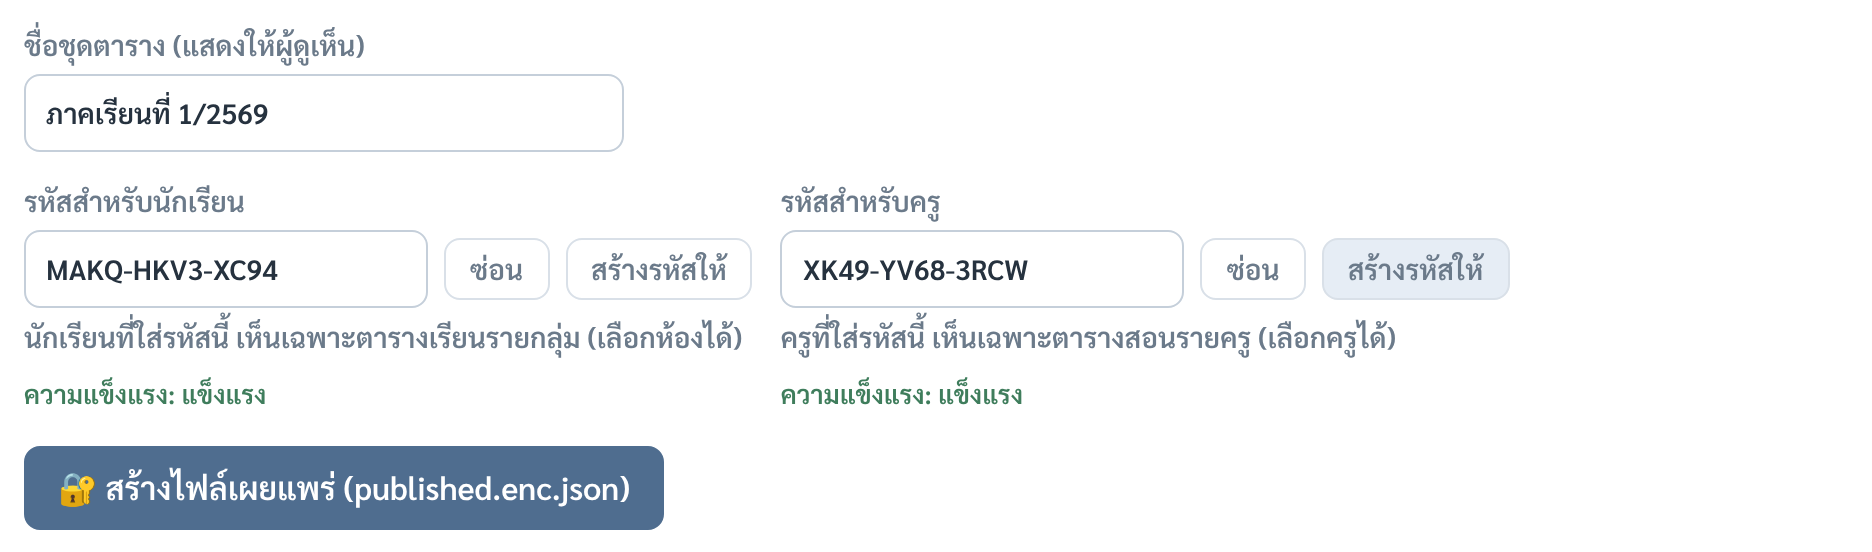 ชื่อชุดตาราง (แสดงให้ผู้ดูเห็น)
ภาคเรียนที่ 1/2569
รหัสสำหรับนักเรียน
MAKQ-HKV3-XC94
ซ่อน
สร้างรหัสให้
นักเรียนที่ใส่รหัสนี้ เห็นเฉพาะตารางเรียนรายกลุ่ม (เลือกห้องได้)
ความแข็งแรง: แข็งแรง
รหัสสำหรับครู
XK49-YV68-3RCW
ซ่อน
สร้างรหัสให้
ครูที่ใส่รหัสนี้ เห็นเฉพาะตารางสอนรายครู (เลือกครูได้)
ความแข็งแรง: แข็งแรง
🔐 สร้างไฟล์เผยแพร่ (published.enc.json)